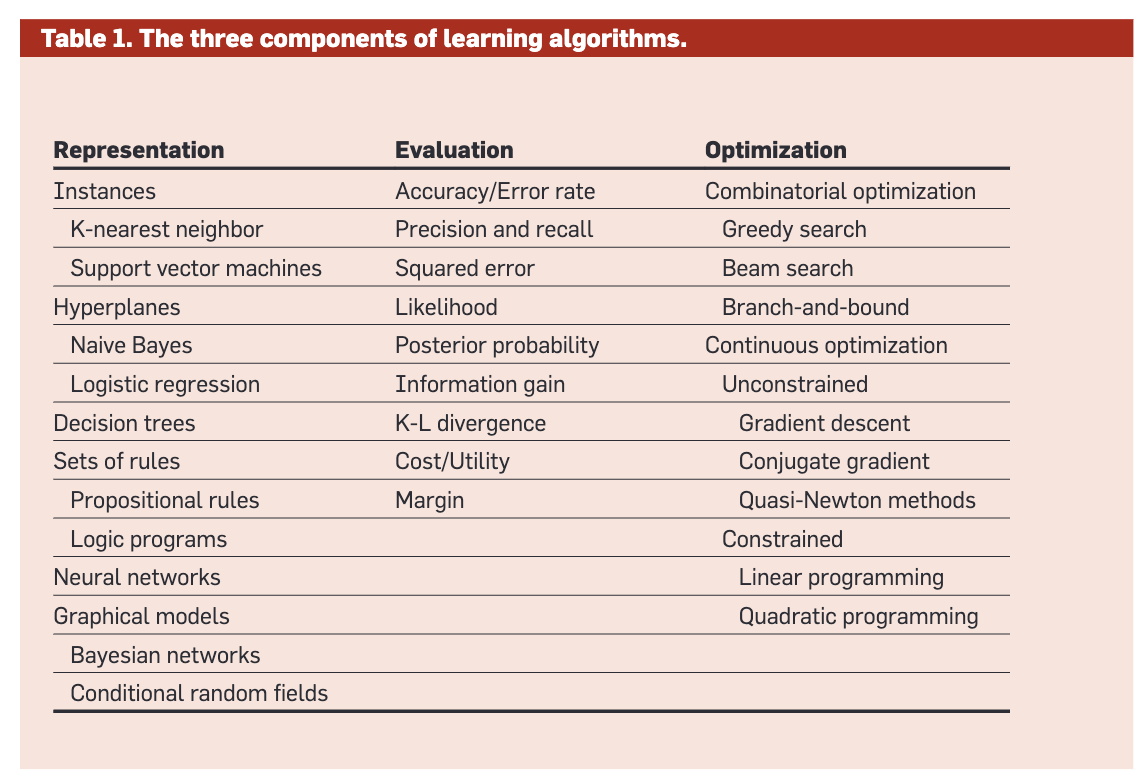 Table 1. The three components of learning algorithms.
Representation Evaluation Optimization
Instances Accuracy/Error rate Combinatorial optimization
K-nearest neighbor Precision and recall Greedy search
Support vector machines Squared error Beam search
Hyperplanes Likelihood Branch-and-bound
Naive Bayes Posterior probability Continuous optimization
Logistic regression Information gain Unconstrained
Decision trees K-L divergence Gradient descent
Sets of rules Cost/Utility Conjugate gradient
Propositional rules Margin Quasi-Newton methods
Logic programs Constrained
Neural networks Linear programming
Graphical models Quadratic programming
Bayesian networks
Conditional random fields